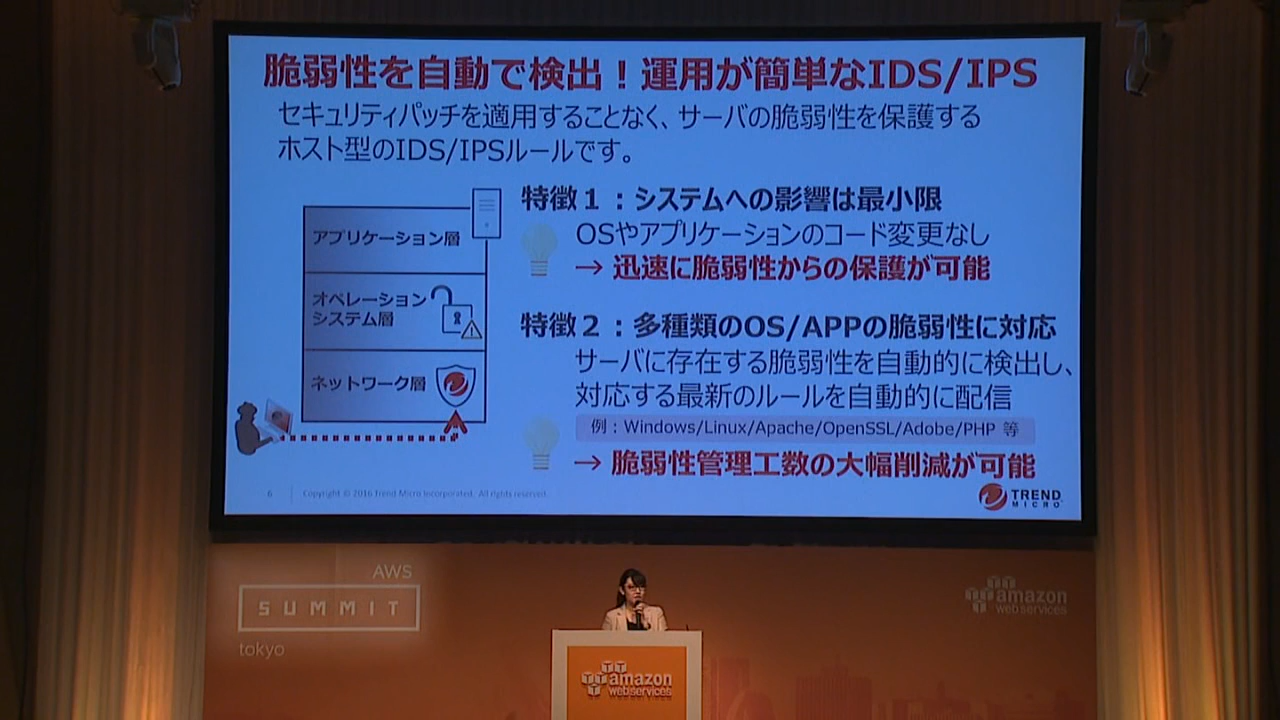 脆弱性を自動で検出！運用が簡単なIDS/IPS
セキュリティパッチを適用することなく、サーバの脆弱性を保護する
ホスト型のIDS/IPSルールです。
アプリケーション層
オペレーション
システム層
ネットワーク層
特徴１：システムへの影響は最小限
OSやアプリケーションのコード変更なし
→ 迅速に脆弱性からの保護が可能
特徴２：多種類のOS/APPの脆弱性に対応
サーバに存在する脆弱性を自動的に検出し、
対応する最新のルールを自動的に配信
例：Windows/Linux/Apache/OpenSSL/Adobe/PHP 等
→ 脆弱性管理工数の大幅削減が可能
6
Copyright © 2016 Trend Micro Incorporated. All rights reserved.
TREND
MICRO
AWS
SUMMIT
tokyo
amazon
web services
amazon
web services